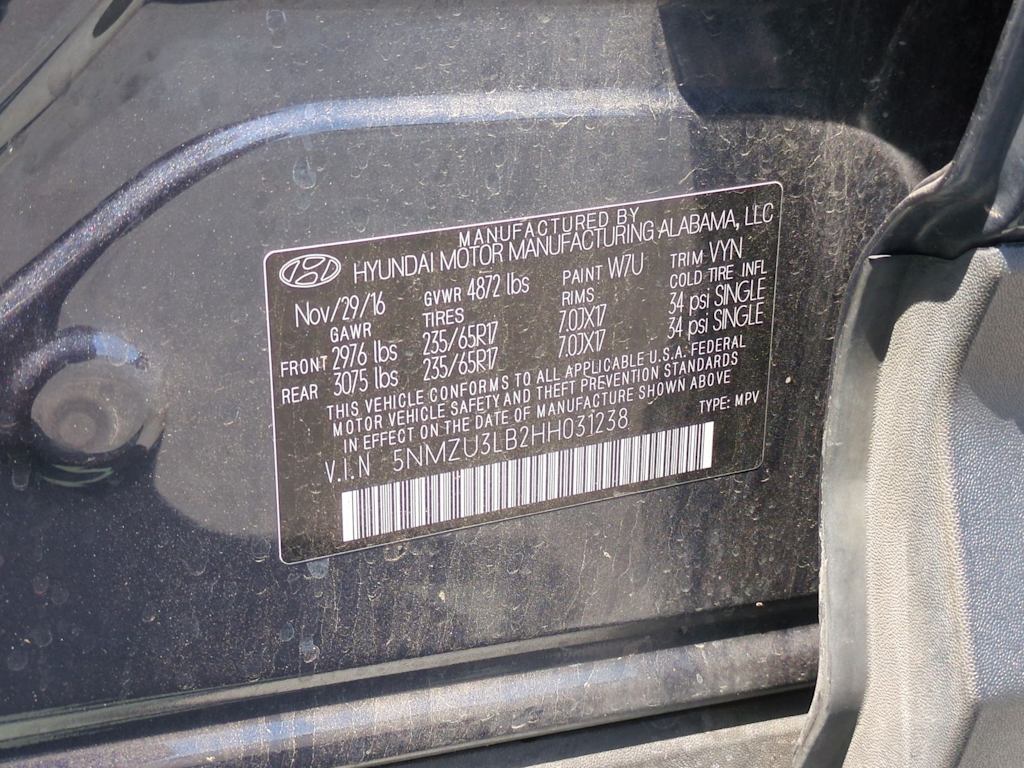 MANUFACTURED BY
HYUNDAI MOTOR MANUFACTURING ALABAMA, LLC
Nov/29/16 GVWR 4872 lbs PAINT W7U TRIM VYN
GAWR TIRES RIMS COLD TIRE INFL
FRONT 2976 lbs 235/65R17 7.0JX17 34 psi SINGLE
REAR 3075 lbs 235/65R17 7.0JX17 34 psi SINGLE
THIS VEHICLE CONFORMS TO ALL APPLICABLE U.S.A. FEDERAL
MOTOR VEHICLE SAFETY AND THEFT PREVENTION STANDARDS
IN EFFECT ON THE DATE OF MANUFACTURE SHOWN ABOVE
V.I.N 5NMZU3LB2HH031238 TYPE: MPV